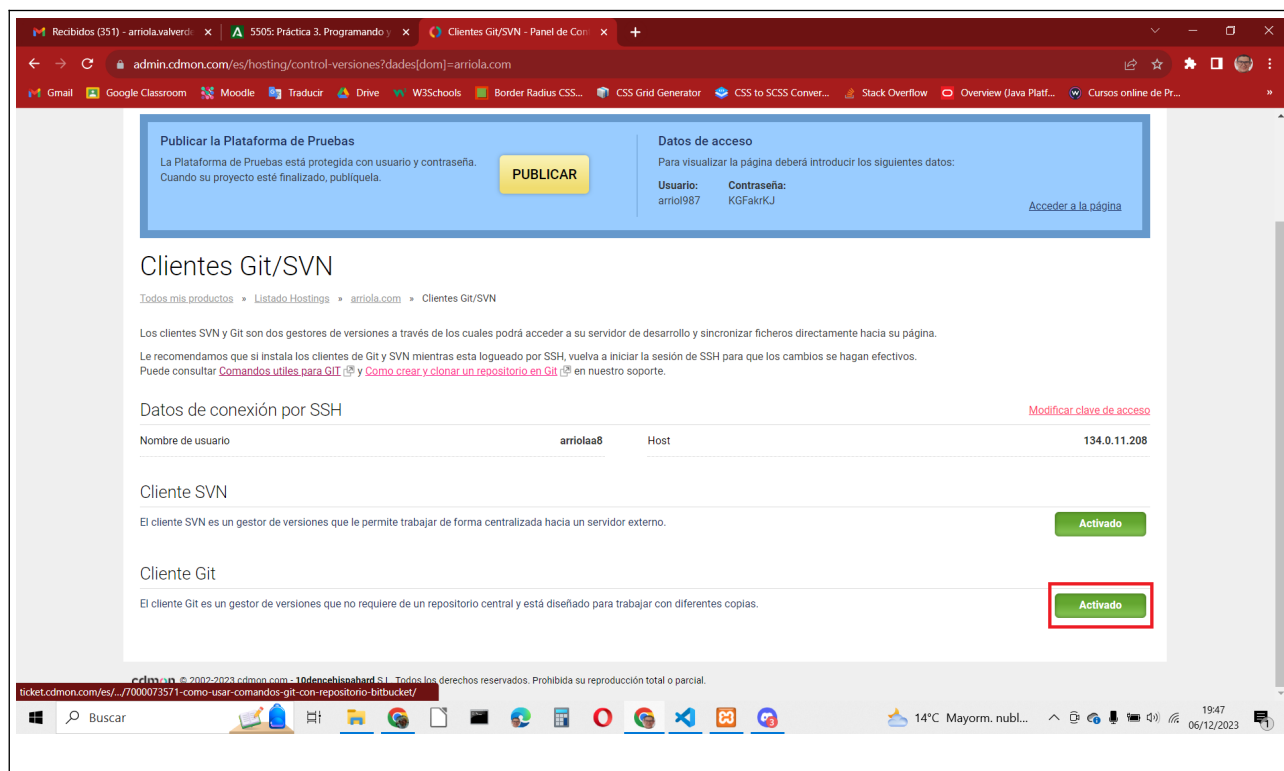 Recibidos (351) - arriola.valverd
5505: Práctica 3. Programando y
Clientes Git/SVN - Panel de Con
admin.cdmon.com/es/hosting/control-versiones?dades[dom]=arriola.com
Gmail
Google Classroom
Moodle
Traducir
Drive
W3Schools
Border Radius CSS...
CSS Grid Generator
CSS to SCSS Conver...
Stack Overflow
Overview (Java Platf...
Cursos online de Pr...
»
Publicar la Plataforma de Pruebas
La Plataforma de Pruebas está protegida con usuario y contraseña.
Cuando su proyecto esté finalizado, publíquela.
PUBLICAR
Datos de acceso
Para visualizar la página deberá introducir los siguientes datos:
Usuario: Contraseña:
arriol987 KGFakrKJ
Acceder a la página
Clientes Git/SVN
Todos mis productos » Listado Hostings » arriola.com » Clientes Git/SVN
Los clientes SVN y Git son dos gestores de versiones a través de los cuales podrá acceder a su servidor de desarrollo y sincronizar ficheros directamente hacia su página.
Le recomendamos que si instala los clientes de Git y SVN mientras esta logueado por SSH, vuelva a iniciar la sesión de SSH para que los cambios se hagan efectivos.
Puede consultar Comandos utiles para GIT y Como crear y clonar un repositorio en Git en nuestro soporte.
Datos de conexión por SSH
Modificar clave de acceso
Nombre de usuario arriolaa8 Host 134.0.11.208
Cliente SVN
El cliente SVN es un gestor de versiones que le permite trabajar de forma centralizada hacia un servidor externo.
Activado
Cliente Git
El cliente Git es un gestor de versiones que no requiere de un repositorio central y está diseñado para trabajar con diferentes copias.
Activado
cdmon © 2002-2023 cdmon.com - 10dencehispahard S.L. Todos los derechos reservados. Prohibida su reproducción total o parcial.
ticket.cdmon.com/es/.../7000073571-como-usar-comandos-git-con-repositorio-bitbucket/
Buscar
14°C Mayorm. nubl...
19:47
06/12/2023